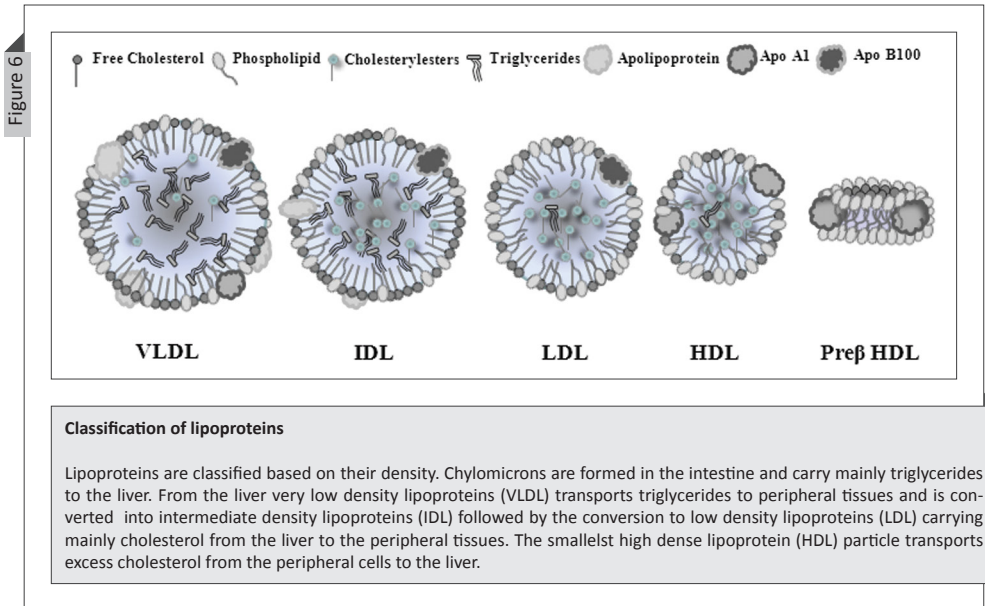 Figure 6
Free Cholesterol Phospholipid Cholesterylesters Triglycerides Apolipoprotein Apo A1 Apo B100
VLDL IDL LDL HDL Preβ HDL
Classification of lipoproteins
Lipoproteins are classified based on their density. Chylomicrons are formed in the intestine and carry mainly triglycerides
to the liver. From the liver very low density lipoproteins (VLDL) transports triglycerides to peripheral tissues and is con-
verted into intermediate density lipoproteins (IDL) followed by the conversion to low density lipoproteins (LDL) carrying
mainly cholesterol from the liver to the peripheral tissues. The smallelst high dense lipoprotein (HDL) particle transports
excess cholesterol from the peripheral cells to the liver.